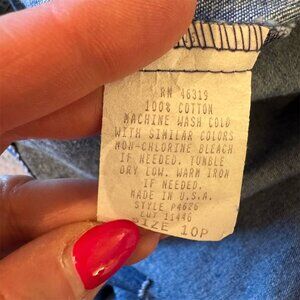 RN 46319
100% COTTON
MACHINE WASH COLD
WITH SIMILAR COLORS
NON-CHLORINE BLEACH
IF NEEDED. TUMBLE
DRY LOW. WARM IRON
IF NEEDED.
MADE IN U.S.A.
STYLE P4626
CUT 11446
SIZE 10P